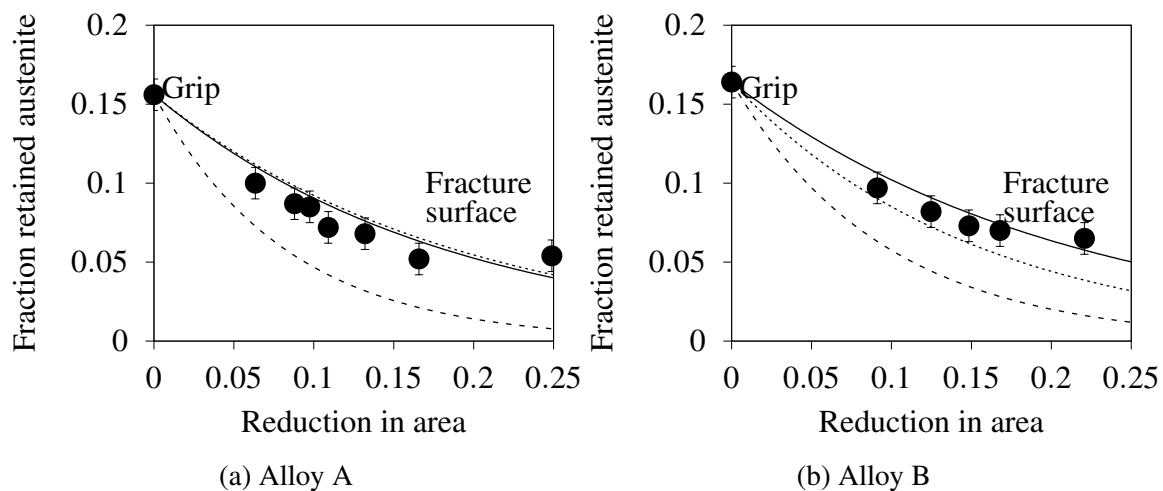 Fraction retained austenite
0.2
0.15
0.1
0.05
0
Grip
Fracture
surface
0 0.05 0.1 0.15 0.2 0.25
Reduction in area
(a) Alloy A
Fraction retained austenite
0.2
0.15
0.1
0.05
0
Grip
Fracture
surface
0 0.05 0.1 0.15 0.2 0.25
Reduction in area
(b) Alloy B